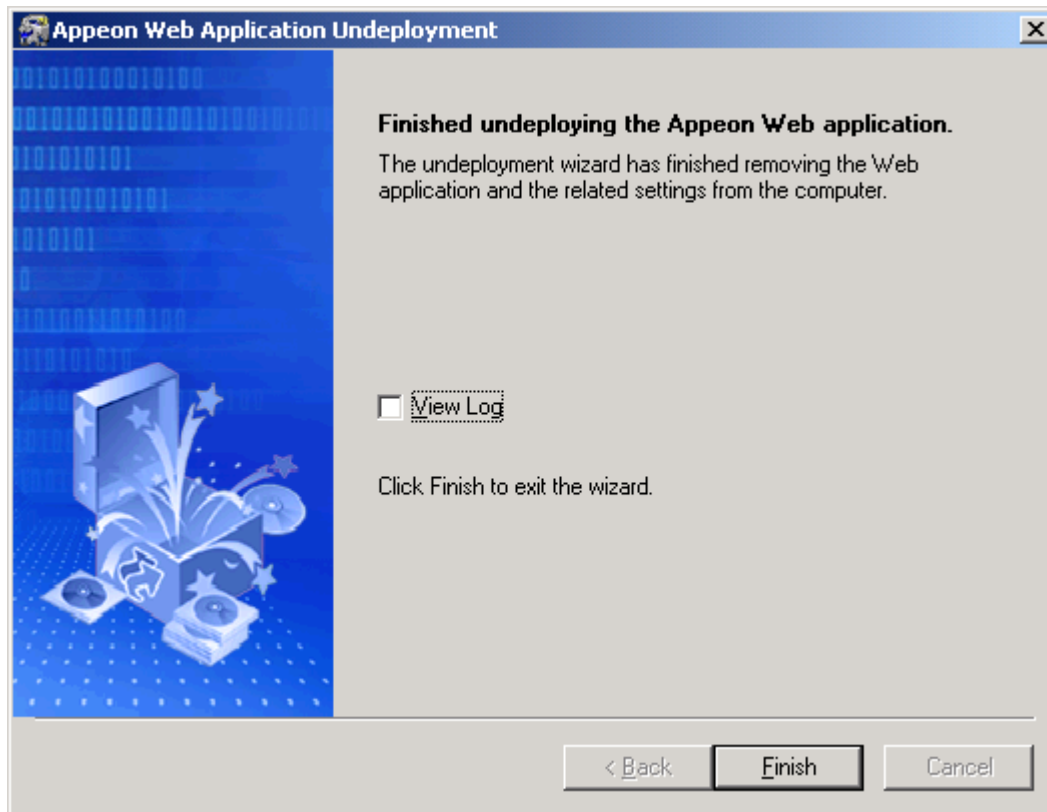 Appeon Web Application Undeployment
Finished undeploying the Appeon Web application.
The undeployment wizard has finished removing the Web
application and the related settings from the computer.
View Log
Click Finish to exit the wizard.
< Back
Finish
Cancel